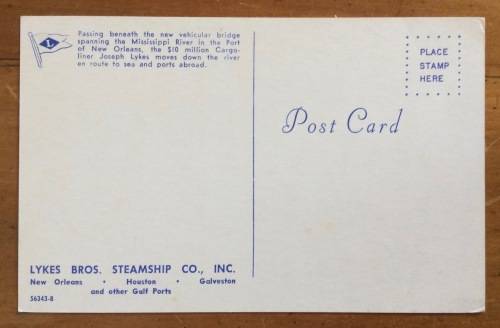 L
Passing beneath the new vehicular bridge
spanning the Mississippi River in the Port
of New Orleans, the $10 million Cargo-
liner Joseph Lykes moves down the river
en route to sea and ports abroad.
PLACE
STAMP
HERE
Post Card
LYKES BROS. STEAMSHIP CO., INC.
New Orleans · Houston · Galveston
and other Gulf Ports
56343-B